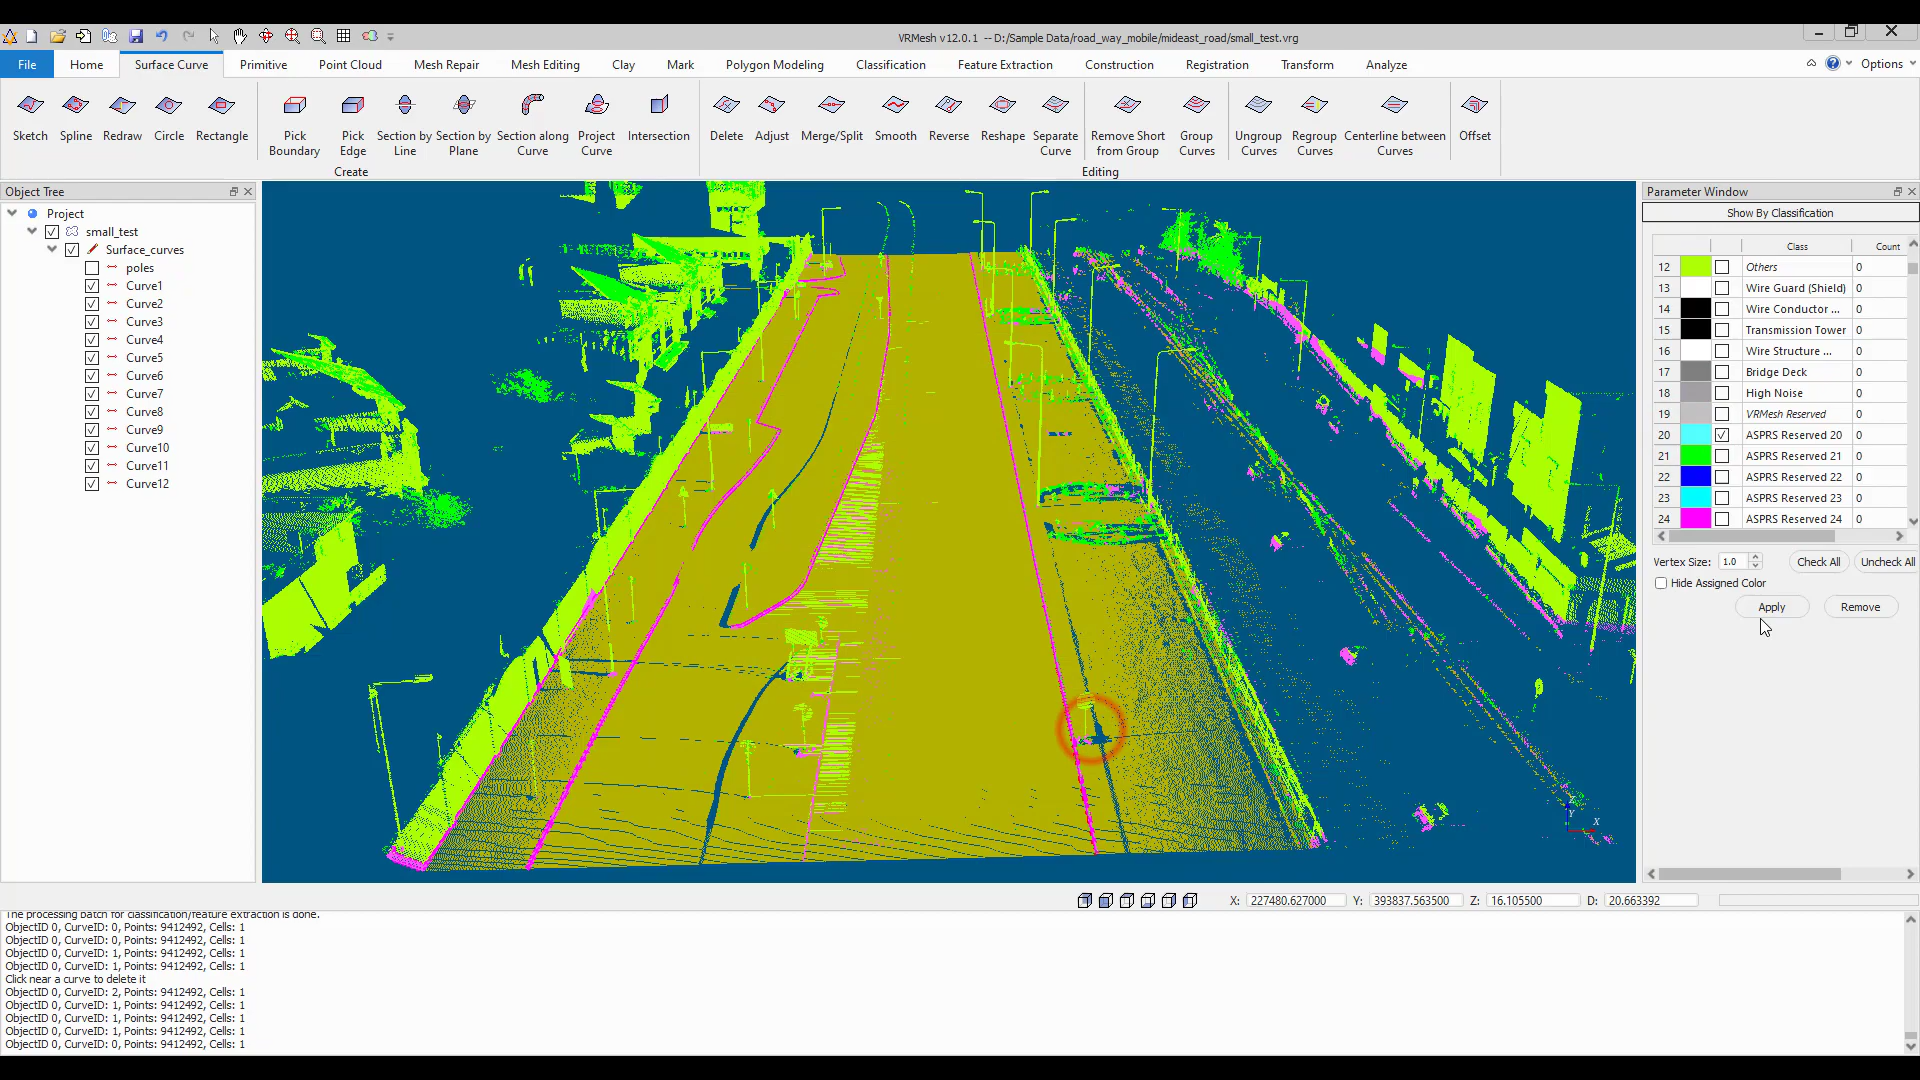 VRMesh v12.0.1 -- D:/Sample Data/road_way_mobile/mideast_road/small_test.vrg
File Home Surface Curve Primitive Point Cloud Mesh Repair Mesh Editing Clay Mark Polygon Modeling Classification Feature Extraction Construction Registration Transform Analyze Options
Sketch Spline Redraw Circle Rectangle Pick Boundary Pick Edge Section by Line Section by Plane Section along Curve Project Curve Intersection Delete Adjust Merge/Split Smooth Reverse Reshape Separate Curve Remove Short from Group Group Curves Ungroup Curves Regroup Curves Centerline between Curves Offset
Create Editing
Object Tree
Project
small_test
Surface_curves
poles
Curve1
Curve2
Curve3
Curve4
Curve5
Curve6
Curve7
Curve8
Curve9
Curve10
Curve11
Curve12
Z
Y
X
Parameter Window
Show By Classification
Class Count
12 Others 0
13 Wire Guard (Shield) 0
14 Wire Conductor ... 0
15 Transmission Tower 0
16 Wire Structure ... 0
17 Bridge Deck 0
18 High Noise 0
19 VRMesh Reserved 0
20 ASPRS Reserved 20 0
21 ASPRS Reserved 21 0
22 ASPRS Reserved 22 0
23 ASPRS Reserved 23 0
24 ASPRS Reserved 24 0
Vertex Size: 1.0 Check All Uncheck All
Hide Assigned Color
Apply Remove
X: 227480.627000 Y: 393837.563500 Z: 16.105500 D: 20.663392
The processing batch for classification/feature extraction is done.
ObjectID 0, CurveID: 0, Points: 9412492, Cells: 1
ObjectID 0, CurveID: 0, Points: 9412492, Cells: 1
ObjectID 0, CurveID: 1, Points: 9412492, Cells: 1
ObjectID 0, CurveID: 1, Points: 9412492, Cells: 1
Click near a curve to delete it
ObjectID 0, CurveID: 2, Points: 9412492, Cells: 1
ObjectID 0, CurveID: 1, Points: 9412492, Cells: 1
ObjectID 0, CurveID: 1, Points: 9412492, Cells: 1
ObjectID 0, CurveID: 1, Points: 9412492, Cells: 1
ObjectID 0, CurveID: 0, Points: 9412492, Cells: 1